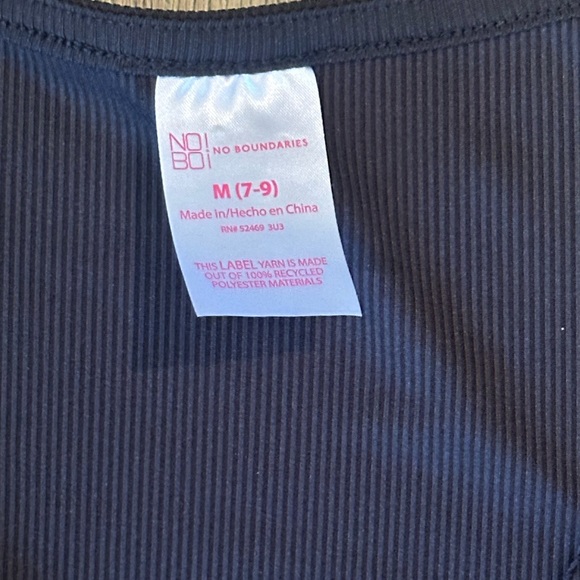 NO!
BO¡ NO BOUNDARIES
M (7-9)
Made in/Hecho en China
RN# 52469 3U3
THIS LABEL YARN IS MADE
OUT OF 100% RECYCLED
POLYESTER MATERIALS